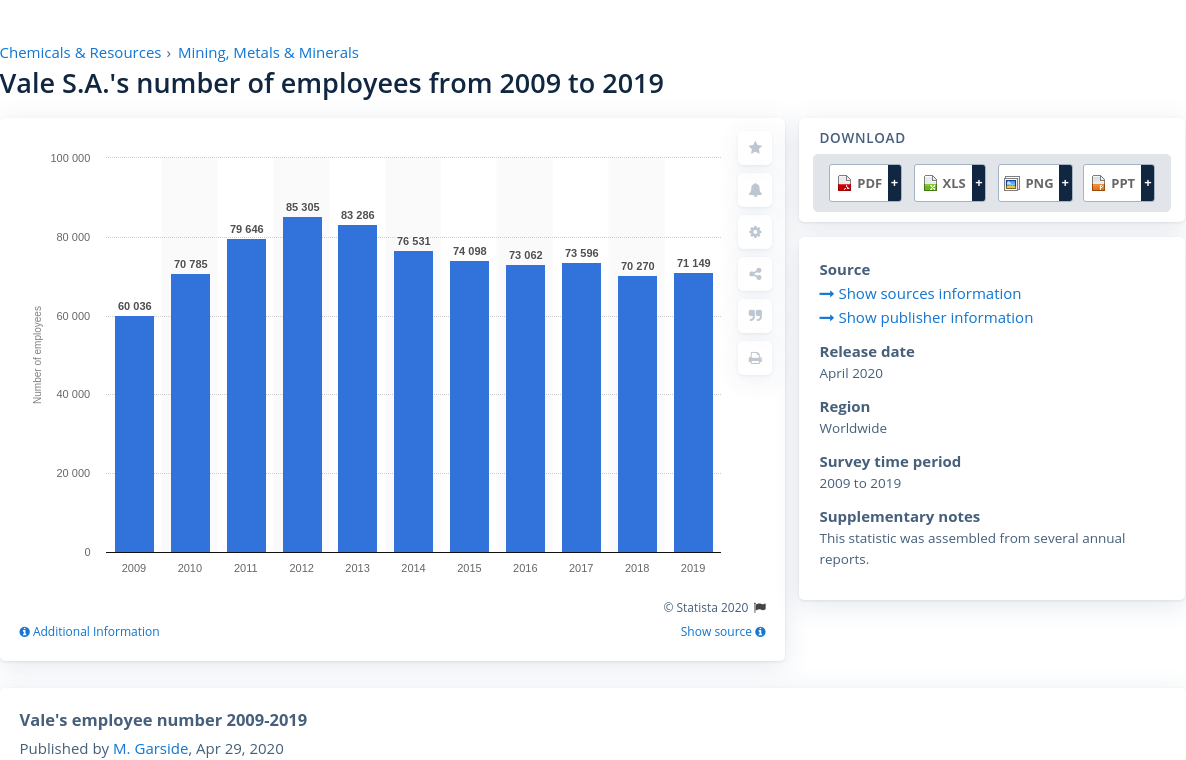 Chemicals & Resources › Mining, Metals & Minerals
Vale S.A.'s number of employees from 2009 to 2019
Number of employees
100 000
80 000
60 000
40 000
20 000
0
60 036
70 785
79 646
85 305
83 286
76 531
74 098
73 062
73 596
70 270
71 149
2009 2010 2011 2012 2013 2014 2015 2016 2017 2018 2019
© Statista 2020
Additional Information
Show source
DOWNLOAD
PDF + XLS + PNG + PPT +
Source
Show sources information
Show publisher information
Release date
April 2020
Region
Worldwide
Survey time period
2009 to 2019
Supplementary notes
This statistic was assembled from several annual
reports.
Vale's employee number 2009-2019
Published by M. Garside, Apr 29, 2020